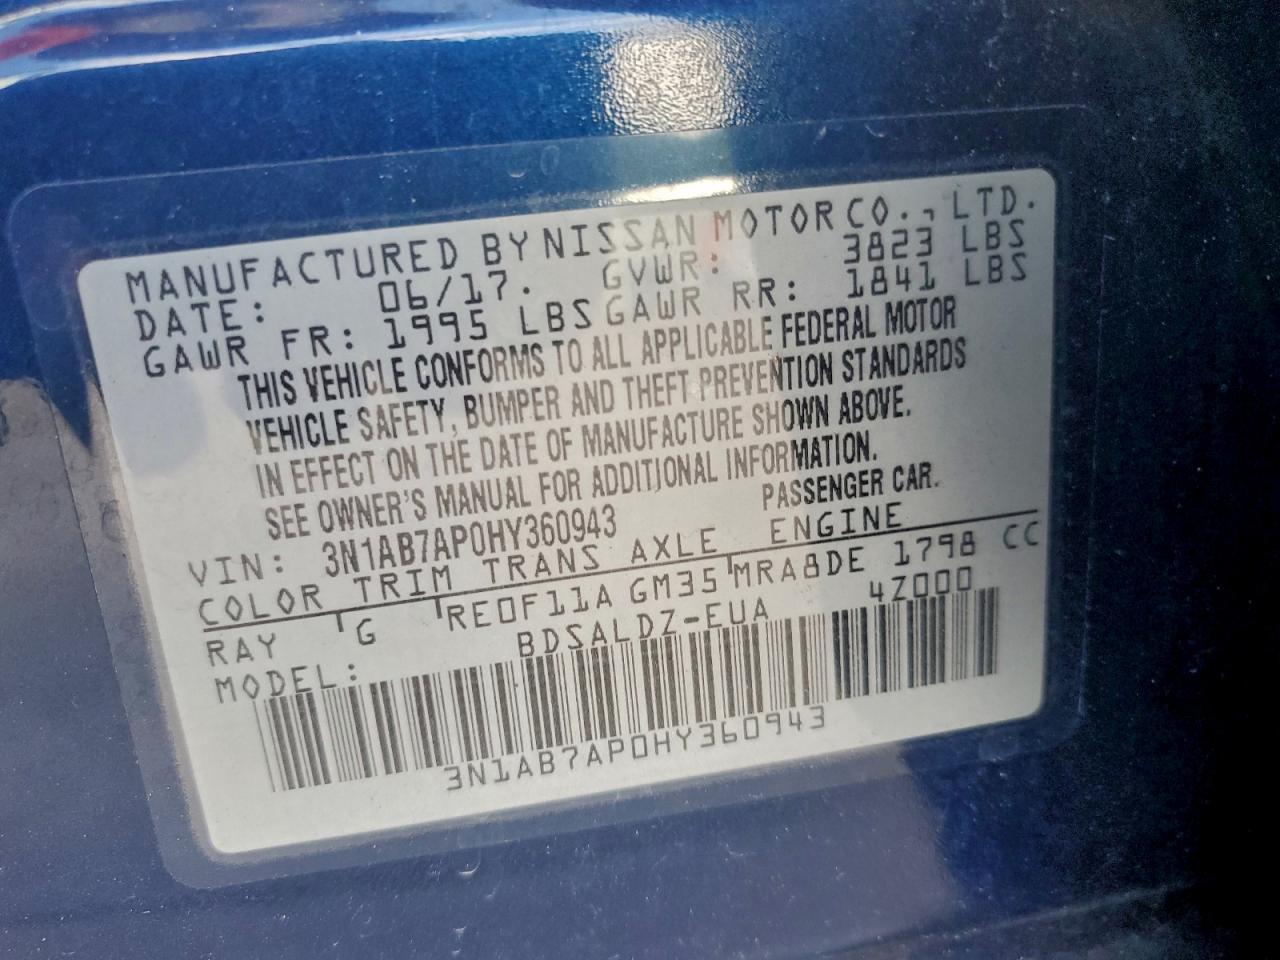 MANUFACTURED BY NISSAN MOTOR CO., LTD.
DATE: 06/17. GVWR: 3823 LBS
GAWR FR: 1995 LBS GAWR RR: 1841 LBS
THIS VEHICLE CONFORMS TO ALL APPLICABLE FEDERAL MOTOR
VEHICLE SAFETY, BUMPER AND THEFT PREVENTION STANDARDS
IN EFFECT ON THE DATE OF MANUFACTURE SHOWN ABOVE.
SEE OWNER'S MANUAL FOR ADDITIONAL INFORMATION.
VIN: 3N1AB7AP0HY360943 PASSENGER CAR.
COLOR TRIM TRANS AXLE ENGINE
RAY G RE0F11A GM35 MRA8DE 1798 CC
MODEL: BDSALDZ-EUA 4Z000
3N1AB7AP0HY360943